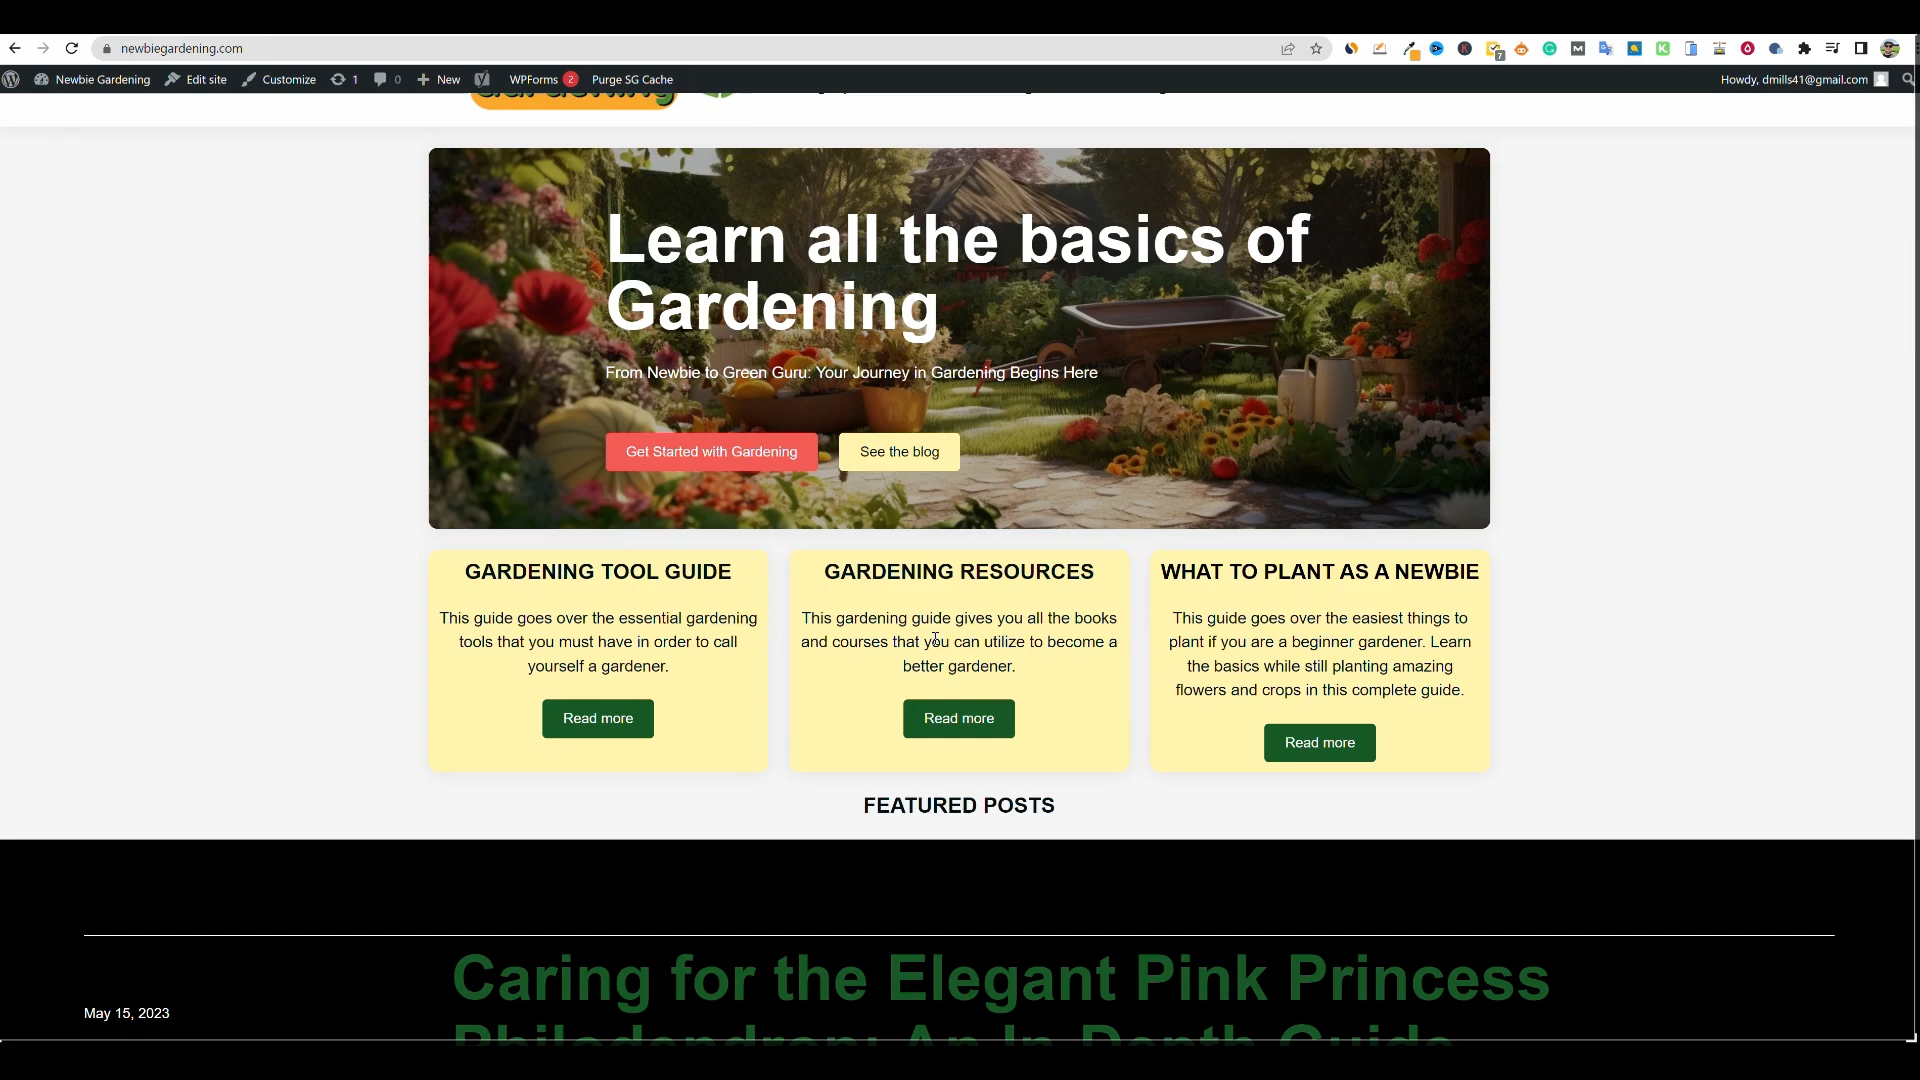 newbiegardening.com
7
Newbie Gardening Edit site Customize 1 0 New WPForms 2 Purge SG Cache Howdy, dmills41@gmail.com
Learn all the basics of
Gardening
From Newbie to Green Guru: Your Journey in Gardening Begins Here
Get Started with Gardening See the blog
GARDENING TOOL GUIDE
This guide goes over the essential gardening
tools that you must have in order to call
yourself a gardener.
Read more
GARDENING RESOURCES
This gardening guide gives you all the books
and courses that you can utilize to become a
better gardener.
Read more
WHAT TO PLANT AS A NEWBIE
This guide goes over the easiest things to
plant if you are a beginner gardener. Learn
the basics while still planting amazing
flowers and crops in this complete guide.
Read more
FEATURED POSTS
May 15, 2023
Caring for the Elegant Pink Princess
Philodendron: An In-Depth Guide